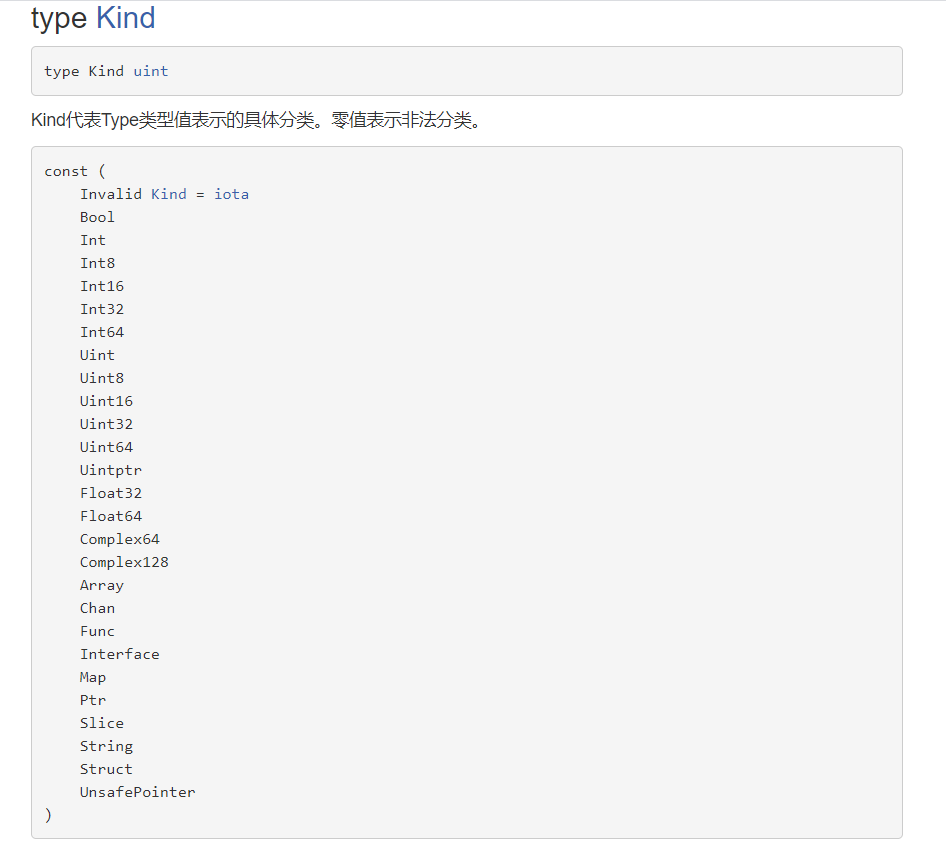 type Kind
type Kind uint
Kind代表Type类型值表示的具体分类。零值表示非法分类。
const (
    Invalid Kind = iota
    Bool
    Int
    Int8
    Int16
    Int32
    Int64
    Uint
    Uint8
    Uint16
    Uint32
    Uint64
    Uintptr
    Float32
    Float64
    Complex64
    Complex128
    Array
    Chan
    Func
    Interface
    Map
    Ptr
    Slice
    String
    Struct
    UnsafePointer
)